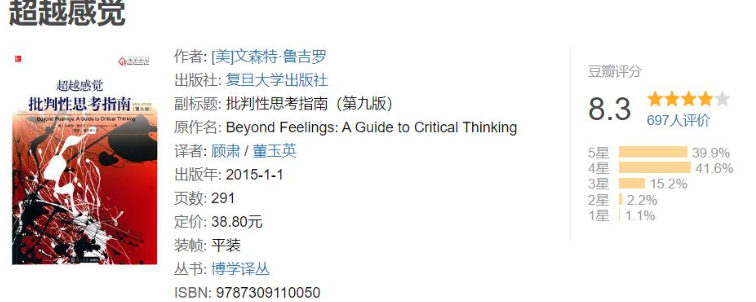 超越感觉
超越感觉
批判性思考指南(第九版)
Beyond Feelings: A Guide to Critical Thinking
作者: [美]文森特·鲁吉罗
出版社: 复旦大学出版社
副标题: 批判性思考指南（第九版）
原作名: Beyond Feelings: A Guide to Critical Thinking
译者: 顾肃 / 董玉英
出版年: 2015-1-1
页数: 291
定价: 38.80元
装帧: 平装
丛书: 博学译丛
ISBN: 9787309110050
豆瓣评分
8.3
697人评价
5星 39.9%
4星 41.6%
3星 15.2%
2星 2.2%
1星 1.1%